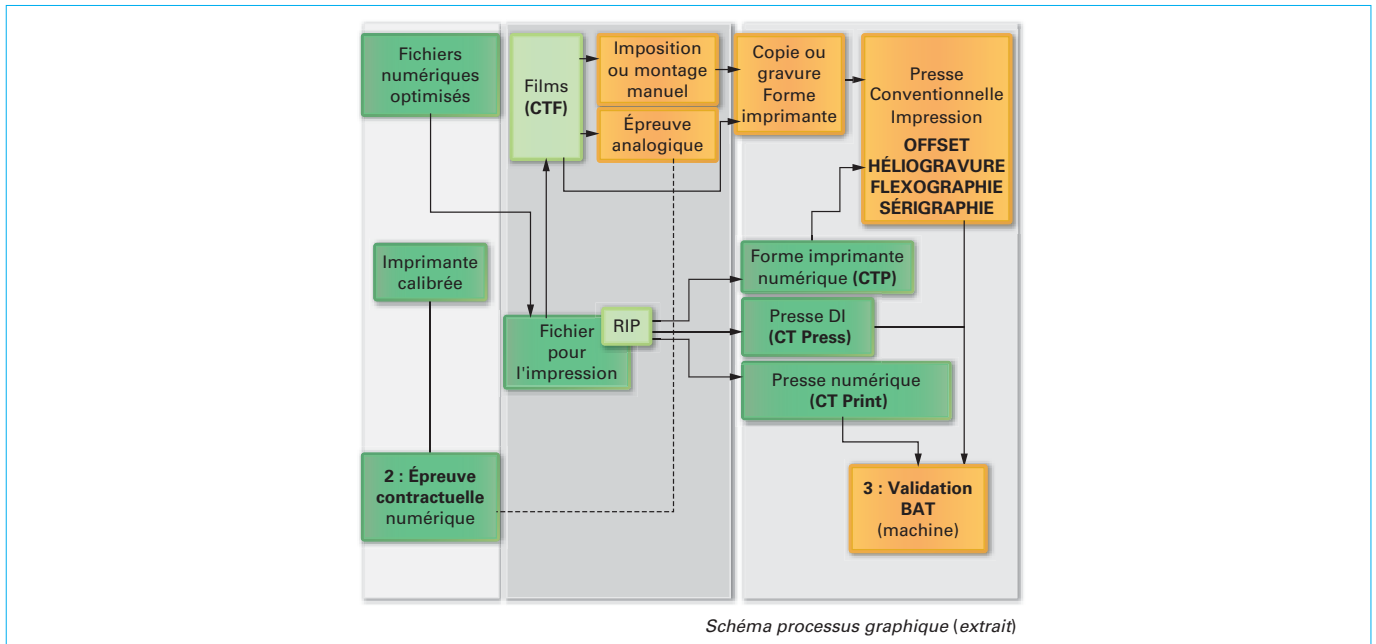 Fichiers
numériques
optimisés
Films
(CTF)
Imposition
ou montage
manuel
Épreuve
analogique
Copie ou
gravure
Forme
imprimante
Presse
Conventionnelle
Impression
OFFSET
HÉLIOGRAVURE
FLEXOGRAPHIE
SÉRIGRAPHIE
Imprimante
calibrée
Fichier
pour
l'impression
RIP
Forme imprimante
numérique (CTP)
Presse DI
(CT Press)
Presse numérique
(CT Print)
2 : Épreuve
contractuelle
numérique
3 : Validation
BAT
(machine)
Schéma processus graphique (extrait)